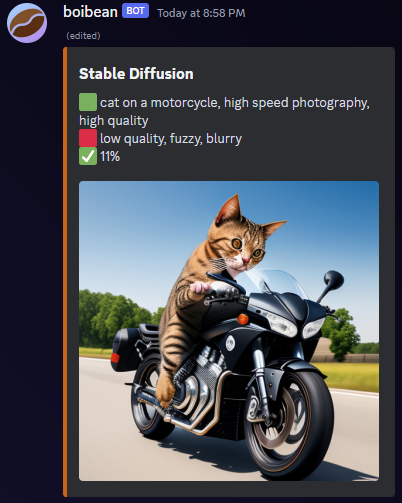 boibean BOT Today at 8:58 PM
(edited)
Stable Diffusion
cat on a motorcycle, high speed photography,
high quality
low quality, fuzzy, blurry
11%